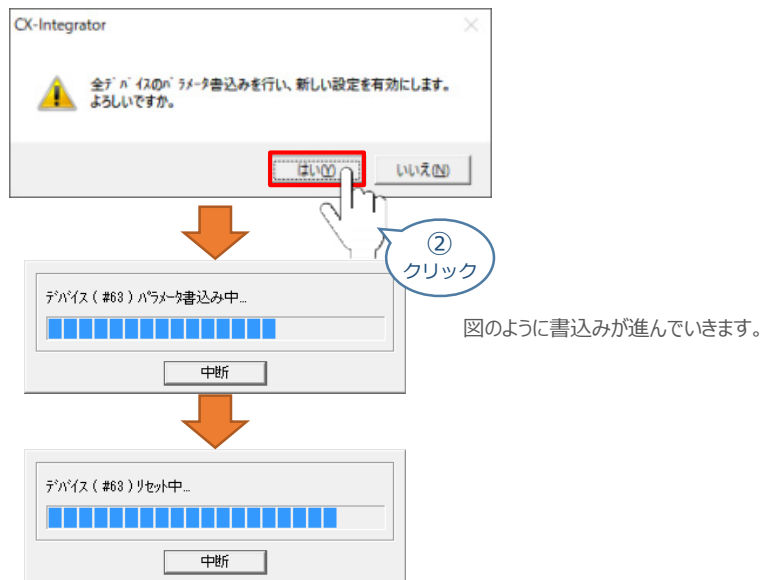 CX-Integrator
全ﾃﾞﾊﾞｲｽのﾊﾟﾗﾒｰﾀ書込みを行い、新しい設定を有効にします。
よろしいですか。
はい(Y)
いいえ(N)
②
クリック
ﾃﾞﾊﾞｲｽ ( #63 ) ﾊﾟﾗﾒｰﾀ書込み中...
図のように書込みが進んでいきます。
中断
ﾃﾞﾊﾞｲｽ ( #63 ) ﾘｾｯﾄ中...
中断